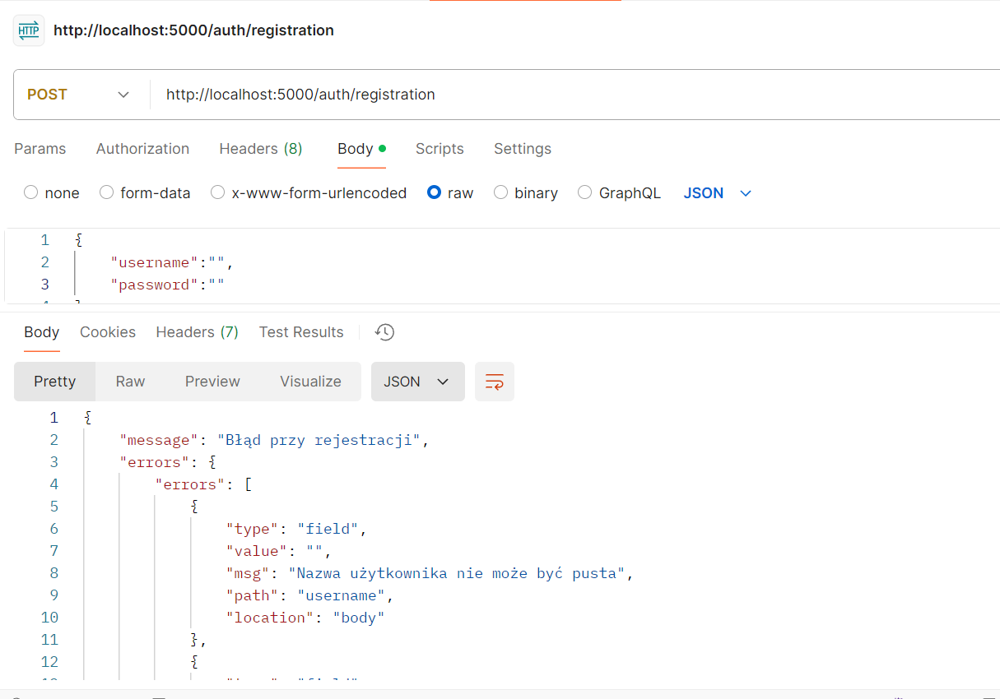 HTTP http://localhost:5000/auth/registration
POST http://localhost:5000/auth/registration
Params Authorization Headers (8) Body Scripts Settings
none form-data x-www-form-urlencoded raw binary GraphQL JSON
1 {
2 "username":"",
3 "password":""
Body Cookies Headers (7) Test Results
Pretty Raw Preview Visualize JSON
1 {
2 "message": "Błąd przy rejestracji",
3 "errors": {
4 "errors": [
5 {
6 "type": "field",
7 "value": "",
8 "msg": "Nazwa użytkownika nie może być pusta",
9 "path": "username",
10 "location": "body"
11 },
12 {